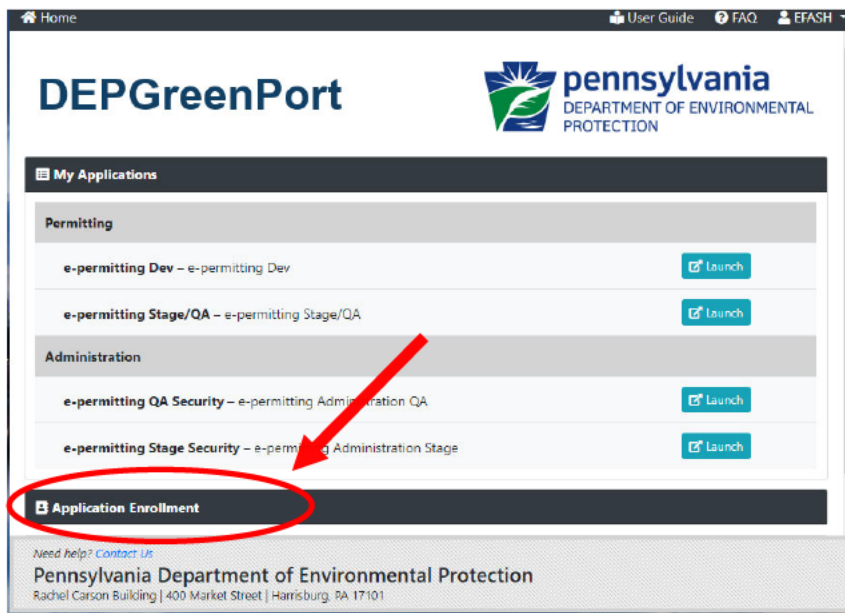 Home User Guide FAQ EFASH
DEPGreenPort
pennsylvania
DEPARTMENT OF ENVIRONMENTAL
PROTECTION
My Applications
Permitting
e-permitting Dev – e-permitting Dev Launch
e-permitting Stage/QA – e-permitting Stage/QA Launch
Administration
e-permitting QA Security – e-permitting Administration QA Launch
e-permitting Stage Security – e-permitting Administration Stage Launch
Application Enrollment
Need help? Contact Us
Pennsylvania Department of Environmental Protection
Rachel Carson Building | 400 Market Street | Harrisburg, PA 17101